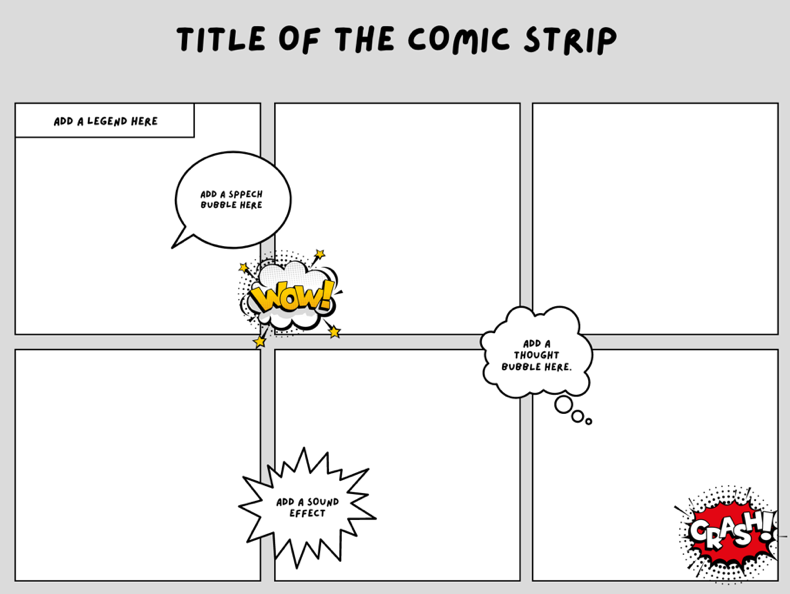 TITLE OF THE COMIC STRIP
ADD A LEGEND HERE
ADD A SPPECH
BUBBLE HERE
WOW!
ADD A
THOUGHT
BUBBLE HERE.
ADD A SOUND
EFFECT
CRASH!